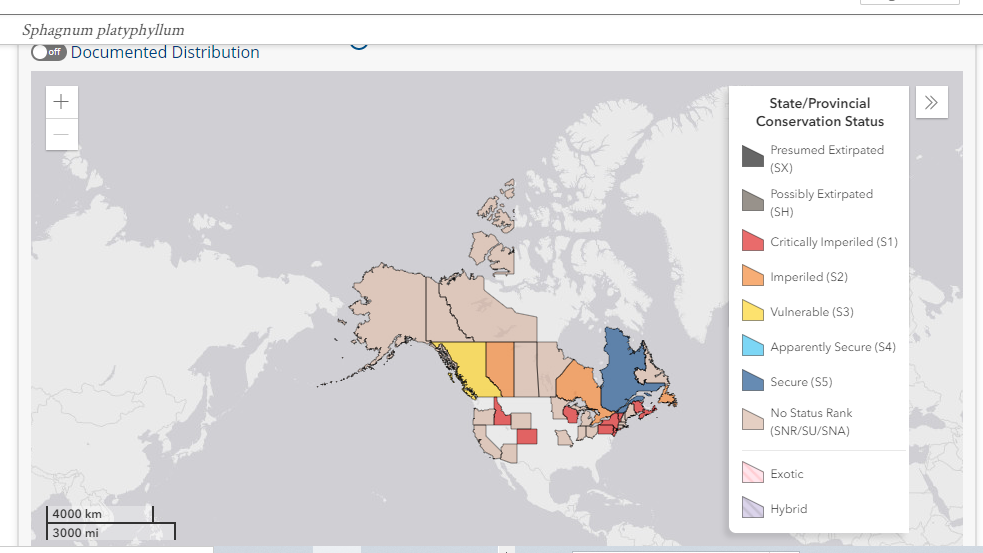 Sphagnum platyphyllum
off Documented Distribution
+
State/Provincial
Conservation Status
Presumed Extirpated
(SX)
Possibly Extirpated
(SH)
Critically Imperiled (S1)
Imperiled (S2)
Vulnerable (S3)
Apparently Secure (S4)
Secure (S5)
No Status Rank
(SNR/SU/SNA)
Exotic
Hybrid
4000 km
3000 mi